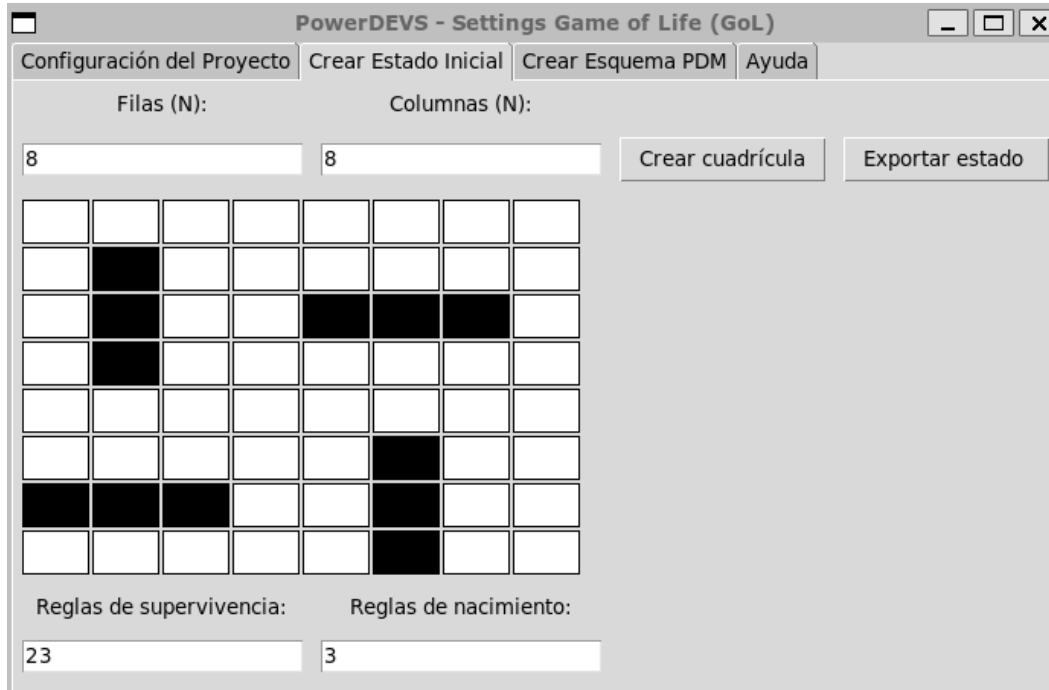 PowerDEVS - Settings Game of Life (GoL)
Configuración del Proyecto Crear Estado Inicial Crear Esquema PDM Ayuda
Filas (N): Columnas (N):
8 8 Crear cuadrícula Exportar estado
Reglas de supervivencia: Reglas de nacimiento:
23 3